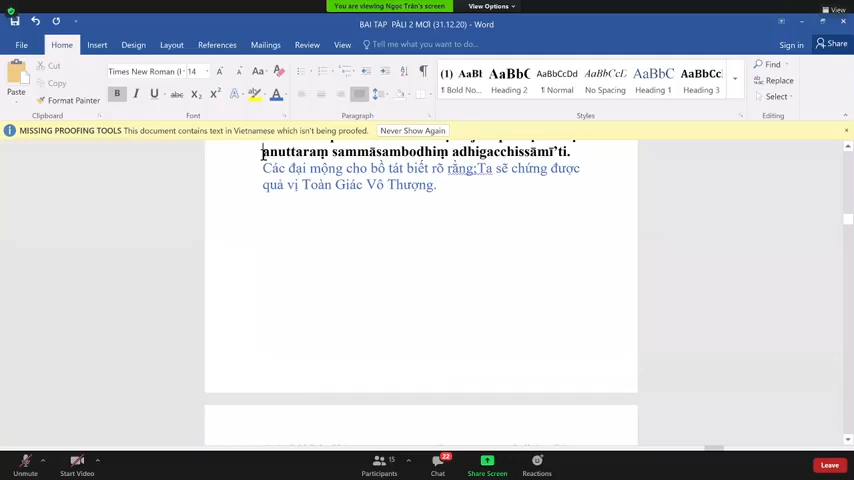 You are viewing Ngọc Trân's screen
View Options
View
BAI TAP PÂLI 2 MƠI (31.12.20) - Word
File
Home
Insert
Design
Layout
References
Mailings
Review
View
Tell me what you want to do...
Sign in
Share
Paste
Cut
Copy
Format Painter
Clipboard
Times New Roman (I
14
Font
Paragraph
(1) AaBl
AaBbC
AaBbCcDd
AaBbCcL
AaBbC
AaBbCc
¶ Bold No...
Heading 2
¶ Normal
No Spacing
Heading 1
Heading 3
Styles
Find
Replace
Select
Editing
MISSING PROOFING TOOLS This document contains text in Vietnamese which isn't being proofed.
Never Show Again
anuttaraṃ sammāsambodhiṃ adhigacchissāmī'ti.
Các đại mộng cho bồ tát biết rõ rằng;Ta sẽ chứng được
quả vị Toàn Giác Vô Thượng.
Unmute
Start Video
15
Participants
22
Chat
Share Screen
Reactions
Leave